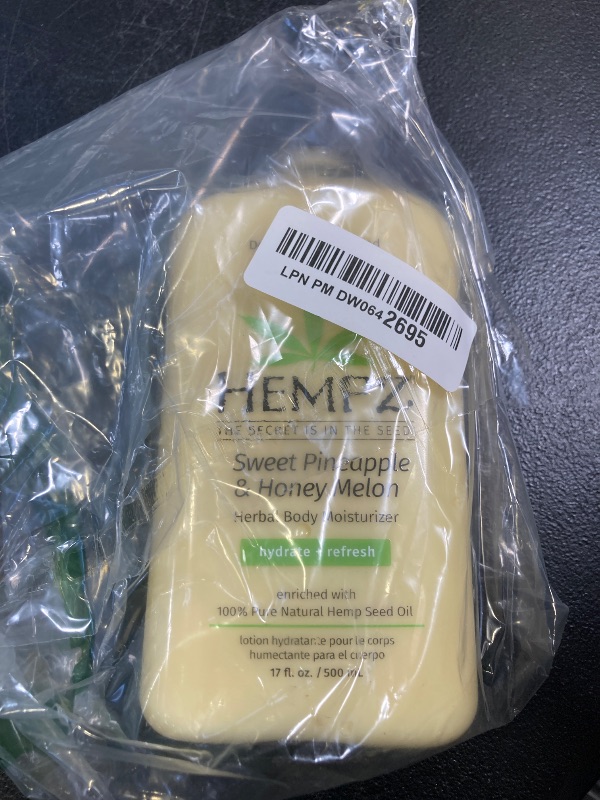 LPN PM DW0642695
HEMPZ
THE SECRET IS IN THE SEED
Sweet Pineapple
& Honey Melon
Herbal Body Moisturizer
hydrate + refresh
enriched with
100% Pure Natural Hemp Seed Oil
lotion hydratante pour le corps
humectante para el cuerpo
17 fl. oz. / 500 mL